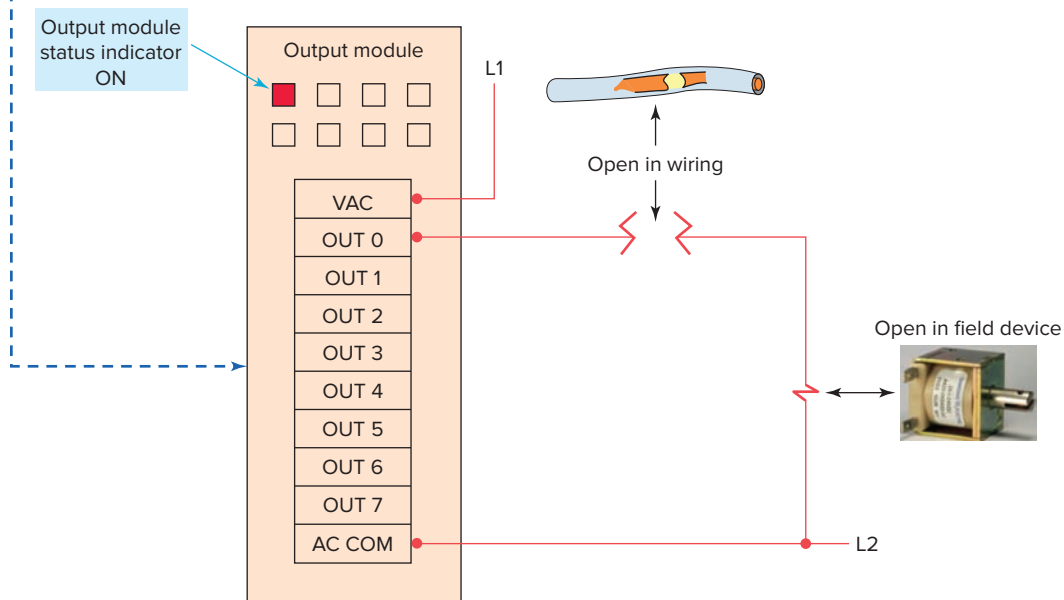 Output module
status indicator
ON
Output module
L1
Open in wiring
VAC
OUT 0
OUT 1
OUT 2
OUT 3
OUT 4
OUT 5
OUT 6
OUT 7
AC COM
Open in field device
L2